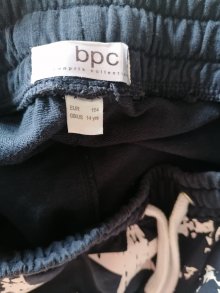 bpc
bonprix collection
EUR 164
GB/US 14 yrs